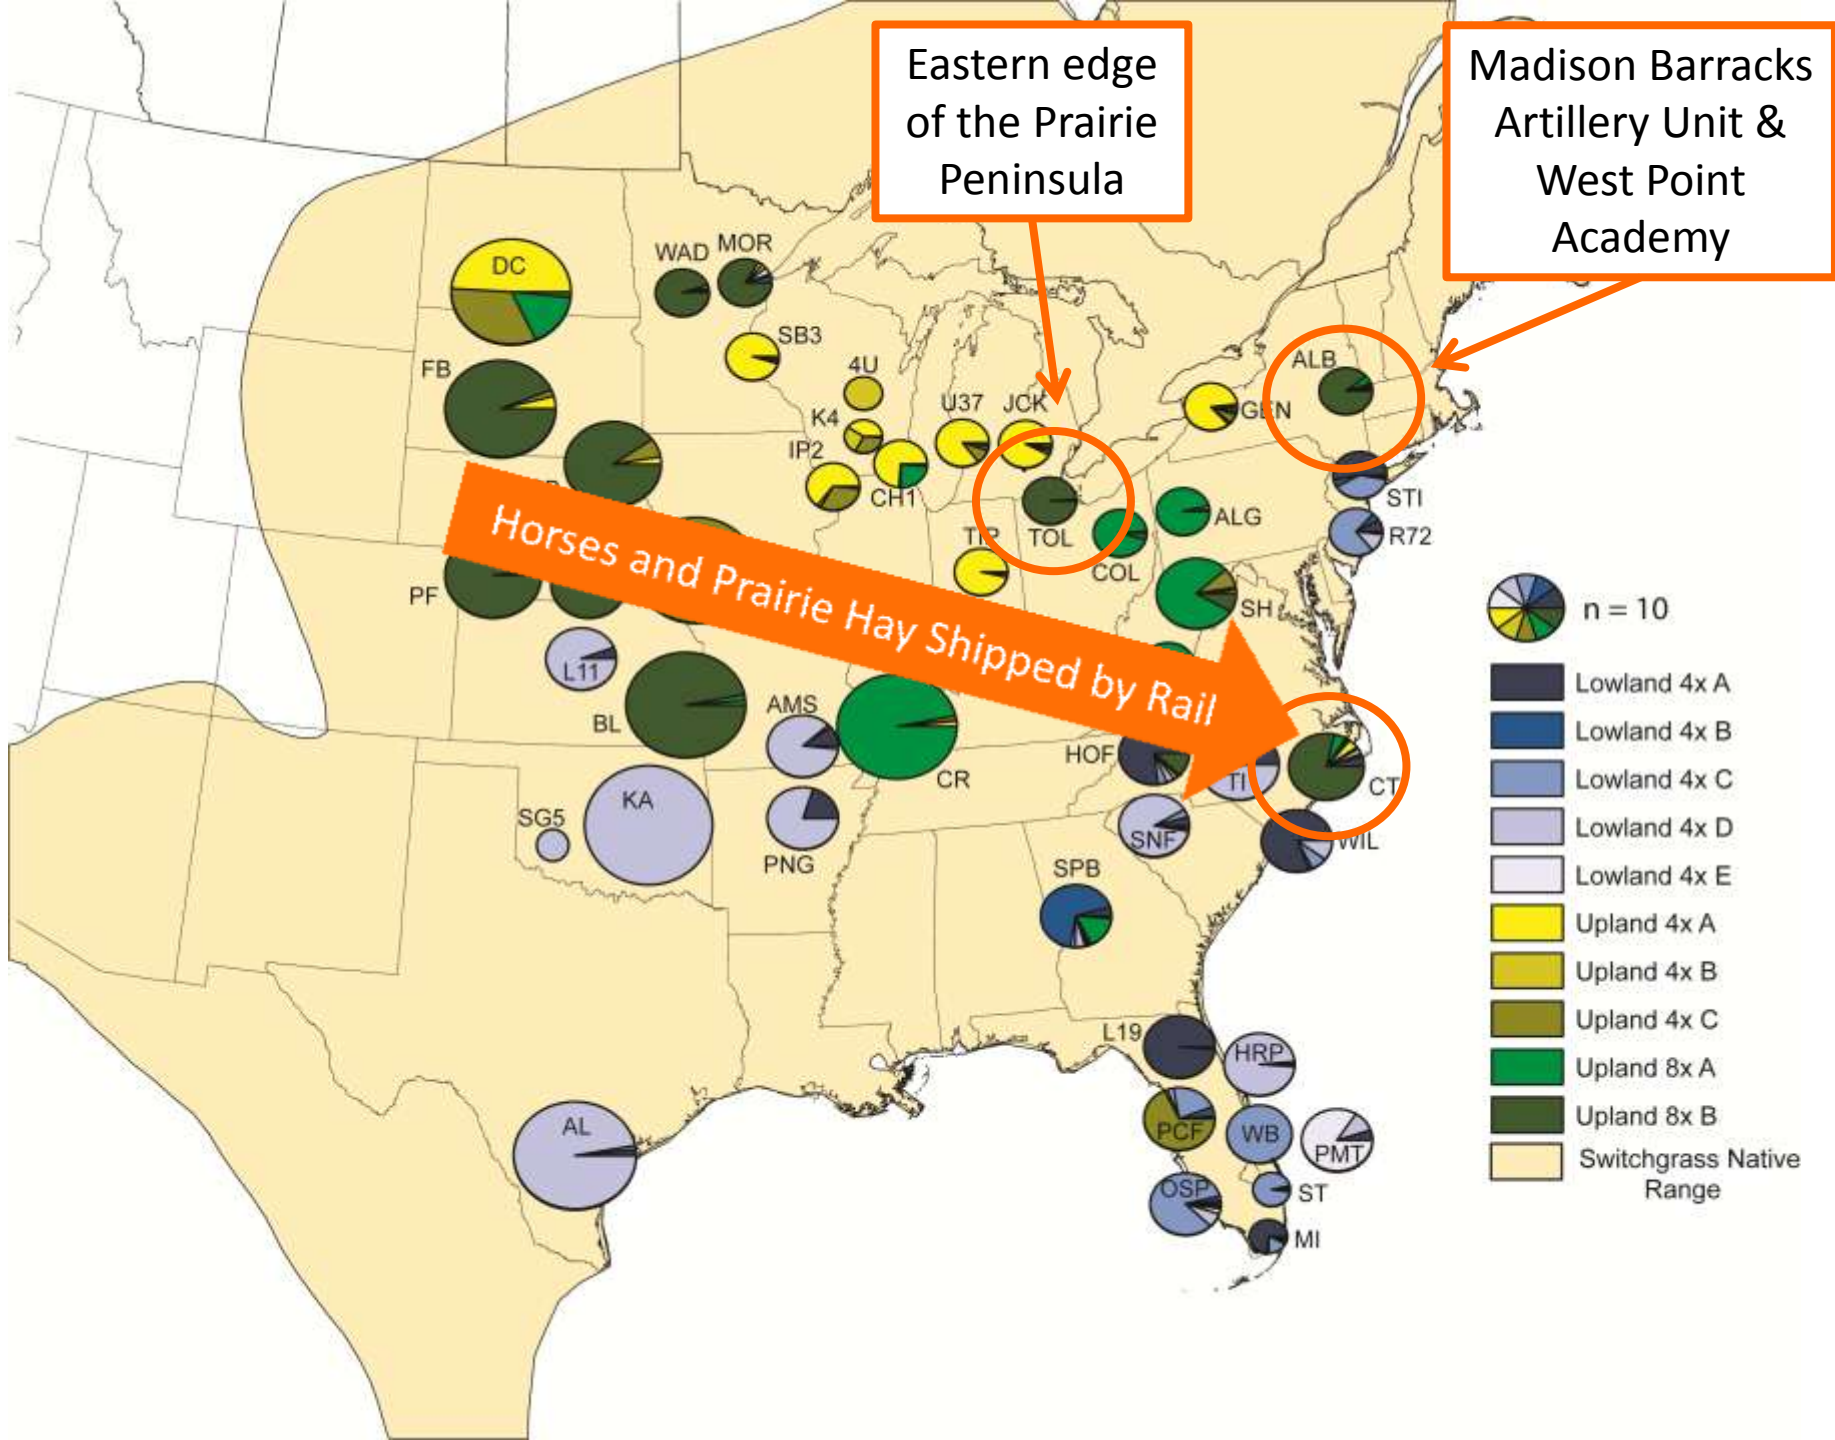 Eastern edge
of the Prairie
Peninsula
Madison Barracks
Artillery Unit &
West Point
Academy
DC
WAD
MOR
SB3
FB
4U
K4
IP2
U37
JCK
CH1
GEN
ALB
STI
R72
TOL
TIP
COL
ALG
SH
PF
Horses and Prairie Hay Shipped by Rail
L11
BL
AMS
CR
HOF
TI
CT
SG5
KA
PNG
SNF
WIL
SPB
L19
HRP
PCF
WB
PMT
OSP
ST
MI
AL
n = 10
Lowland 4x A
Lowland 4x B
Lowland 4x C
Lowland 4x D
Lowland 4x E
Upland 4x A
Upland 4x B
Upland 4x C
Upland 8x A
Upland 8x B
Switchgrass Native
Range